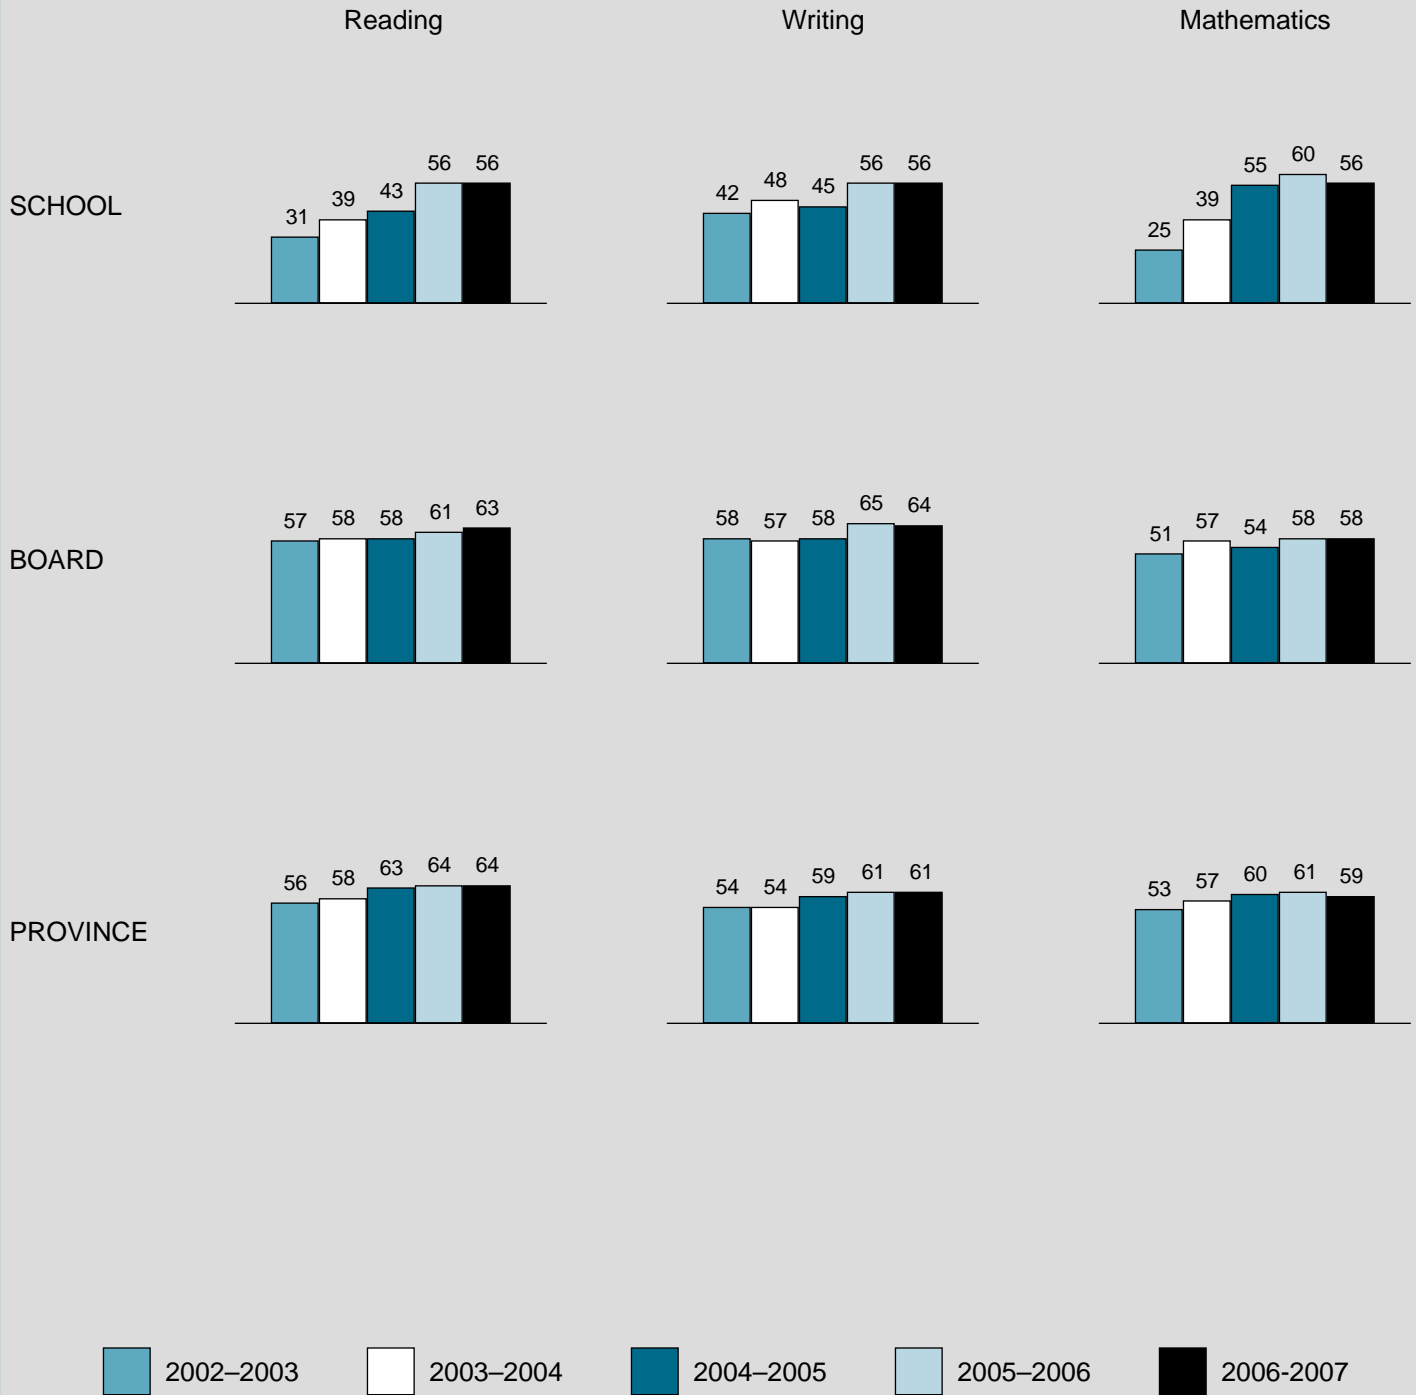 Reading Writing Mathematics
SCHOOL
31 39 43 56 56
42 48 45 56 56
25 39 55 60 56
BOARD
57 58 58 61 63
58 57 58 65 64
51 57 54 58 58
PROVINCE
56 58 63 64 64
54 54 59 61 61
53 57 60 61 59
2002–2003 2003–2004 2004–2005 2005–2006 2006-2007